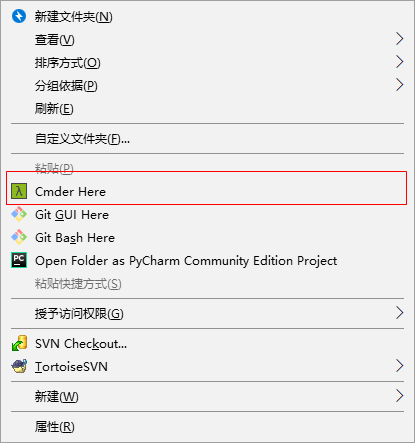 新建文件夹(N)
查看(V)
排序方式(O)
分组依据(P)
刷新(E)
自定义文件夹(F)...
粘贴(P)
Cmder Here
Git GUI Here
Git Bash Here
Open Folder as PyCharm Community Edition Project
粘贴快捷方式(S)
授予访问权限(G)
SVN Checkout...
TortoiseSVN
新建(W)
属性(R)